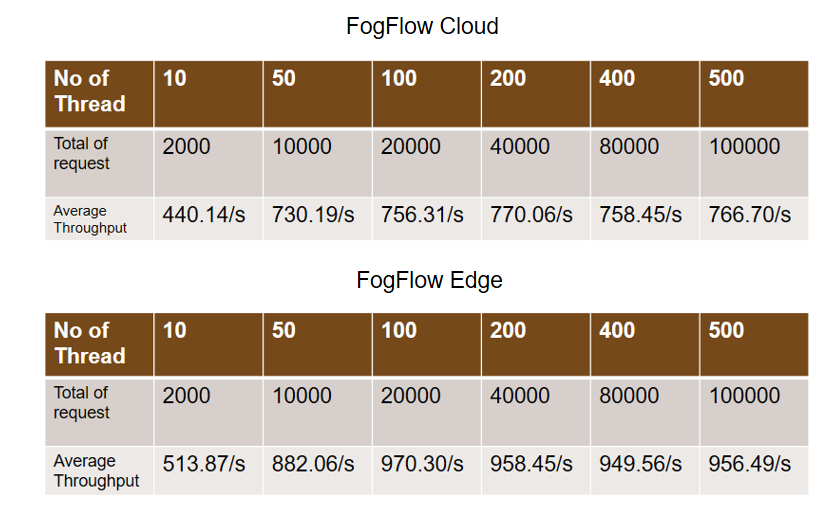 FogFlow Cloud
No of Thread 10 50 100 200 400 500
Total of request 2000 10000 20000 40000 80000 100000
Average Throughput 440.14/s 730.19/s 756.31/s 770.06/s 758.45/s 766.70/s
FogFlow Edge
No of Thread 10 50 100 200 400 500
Total of request 2000 10000 20000 40000 80000 100000
Average Throughput 513.87/s 882.06/s 970.30/s 958.45/s 949.56/s 956.49/s